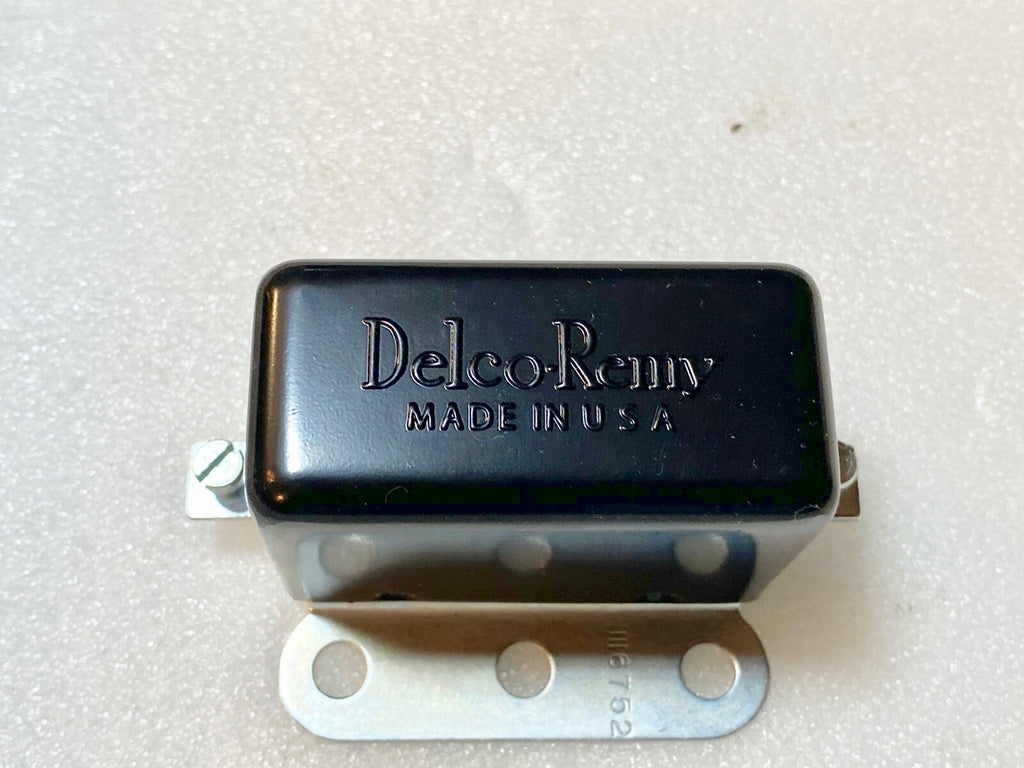 Delco-Remy
MADE IN U S A
1116752